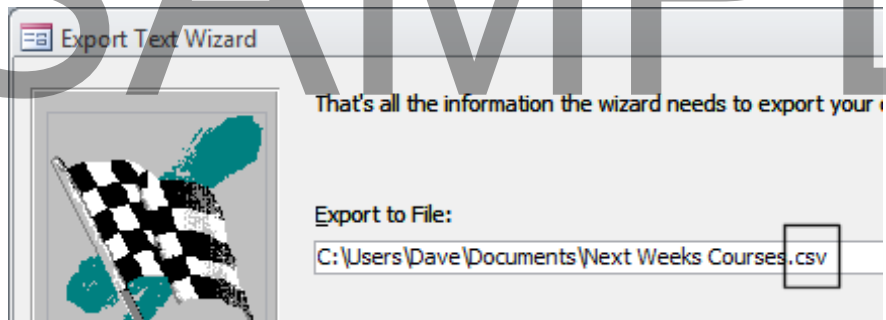 SAMPL
Export Text Wizard
That's all the information the wizard needs to export your
Export to File:
C:\Users\Dave\Documents\Next Weeks Courses.csv